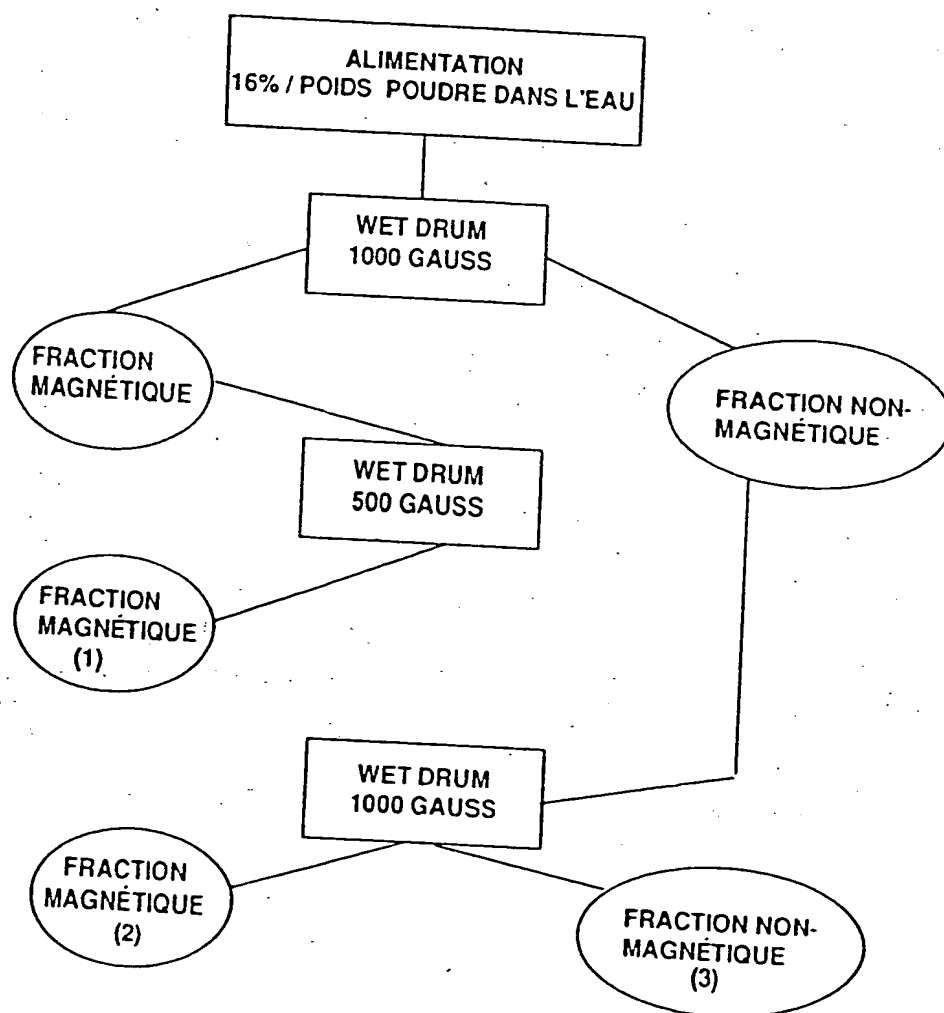 ALIMENTATION
16% / POIDS POUDRE DANS L'EAU
WET DRUM
1000 GAUSS
FRACTION
MAGNÉTIQUE
FRACTION NON-
MAGNÉTIQUE
WET DRUM
500 GAUSS
FRACTION
MAGNÉTIQUE
(1)
WET DRUM
1000 GAUSS
FRACTION
MAGNÉTIQUE
(2)
FRACTION NON-
MAGNÉTIQUE
(3)